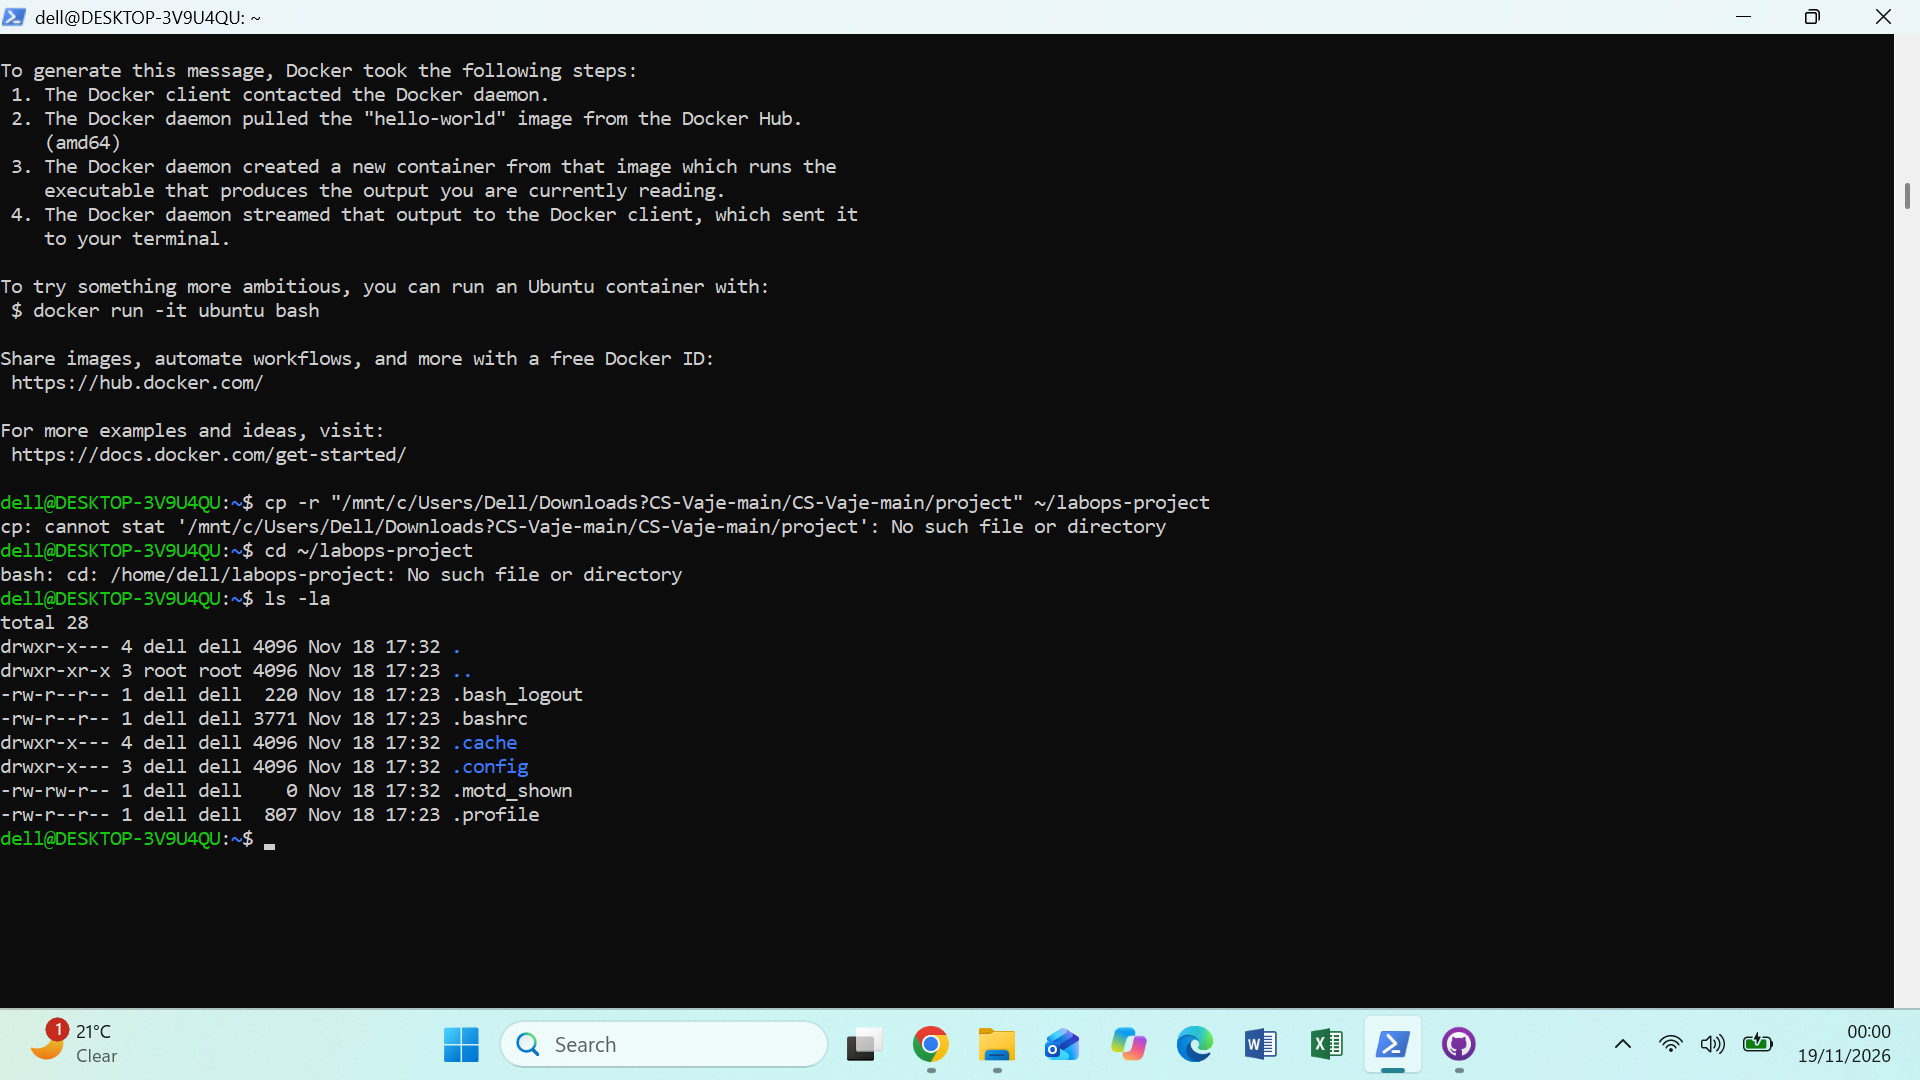 dell@DESKTOP-3V9U4QU: ~
To generate this message, Docker took the following steps:
 1. The Docker client contacted the Docker daemon.
 2. The Docker daemon pulled the "hello-world" image from the Docker Hub.
    (amd64)
 3. The Docker daemon created a new container from that image which runs the
    executable that produces the output you are currently reading.
 4. The Docker daemon streamed that output to the Docker client, which sent it
    to your terminal.
To try something more ambitious, you can run an Ubuntu container with:
 $ docker run -it ubuntu bash
Share images, automate workflows, and more with a free Docker ID:
 https://hub.docker.com/
For more examples and ideas, visit:
 https://docs.docker.com/get-started/
dell@DESKTOP-3V9U4QU:~$ cp -r "/mnt/c/Users/Dell/Downloads?CS-Vaje-main/CS-Vaje-main/project" ~/labops-project
cp: cannot stat '/mnt/c/Users/Dell/Downloads?CS-Vaje-main/CS-Vaje-main/project': No such file or directory
dell@DESKTOP-3V9U4QU:~$ cd ~/labops-project
bash: cd: /home/dell/labops-project: No such file or directory
dell@DESKTOP-3V9U4QU:~$ ls -la
total 28
drwxr-x--- 4 dell dell 4096 Nov 18 17:32 .
drwxr-xr-x 3 root root 4096 Nov 18 17:23 ..
-rw-r--r-- 1 dell dell  220 Nov 18 17:23 .bash_logout
-rw-r--r-- 1 dell dell 3771 Nov 18 17:23 .bashrc
drwxr-x--- 4 dell dell 4096 Nov 18 17:32 .cache
drwxr-x--- 3 dell dell 4096 Nov 18 17:32 .config
-rw-rw-r-- 1 dell dell    0 Nov 18 17:32 .motd_shown
-rw-r--r-- 1 dell dell  807 Nov 18 17:23 .profile
dell@DESKTOP-3V9U4QU:~$
1
21°C
Clear
Search
00:00
19/11/2026